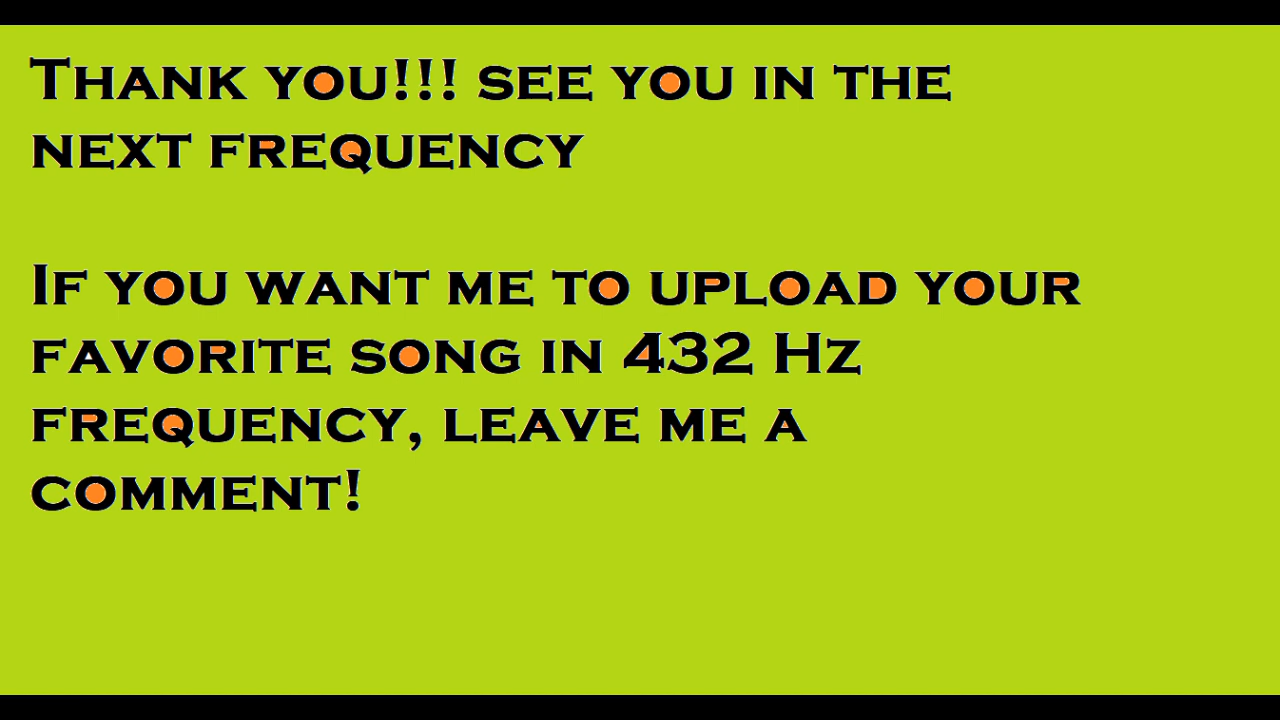 Thank you!!! see you in the
next frequency
If you want me to upload your
favorite song in 432 Hz
frequency, leave me a
comment!